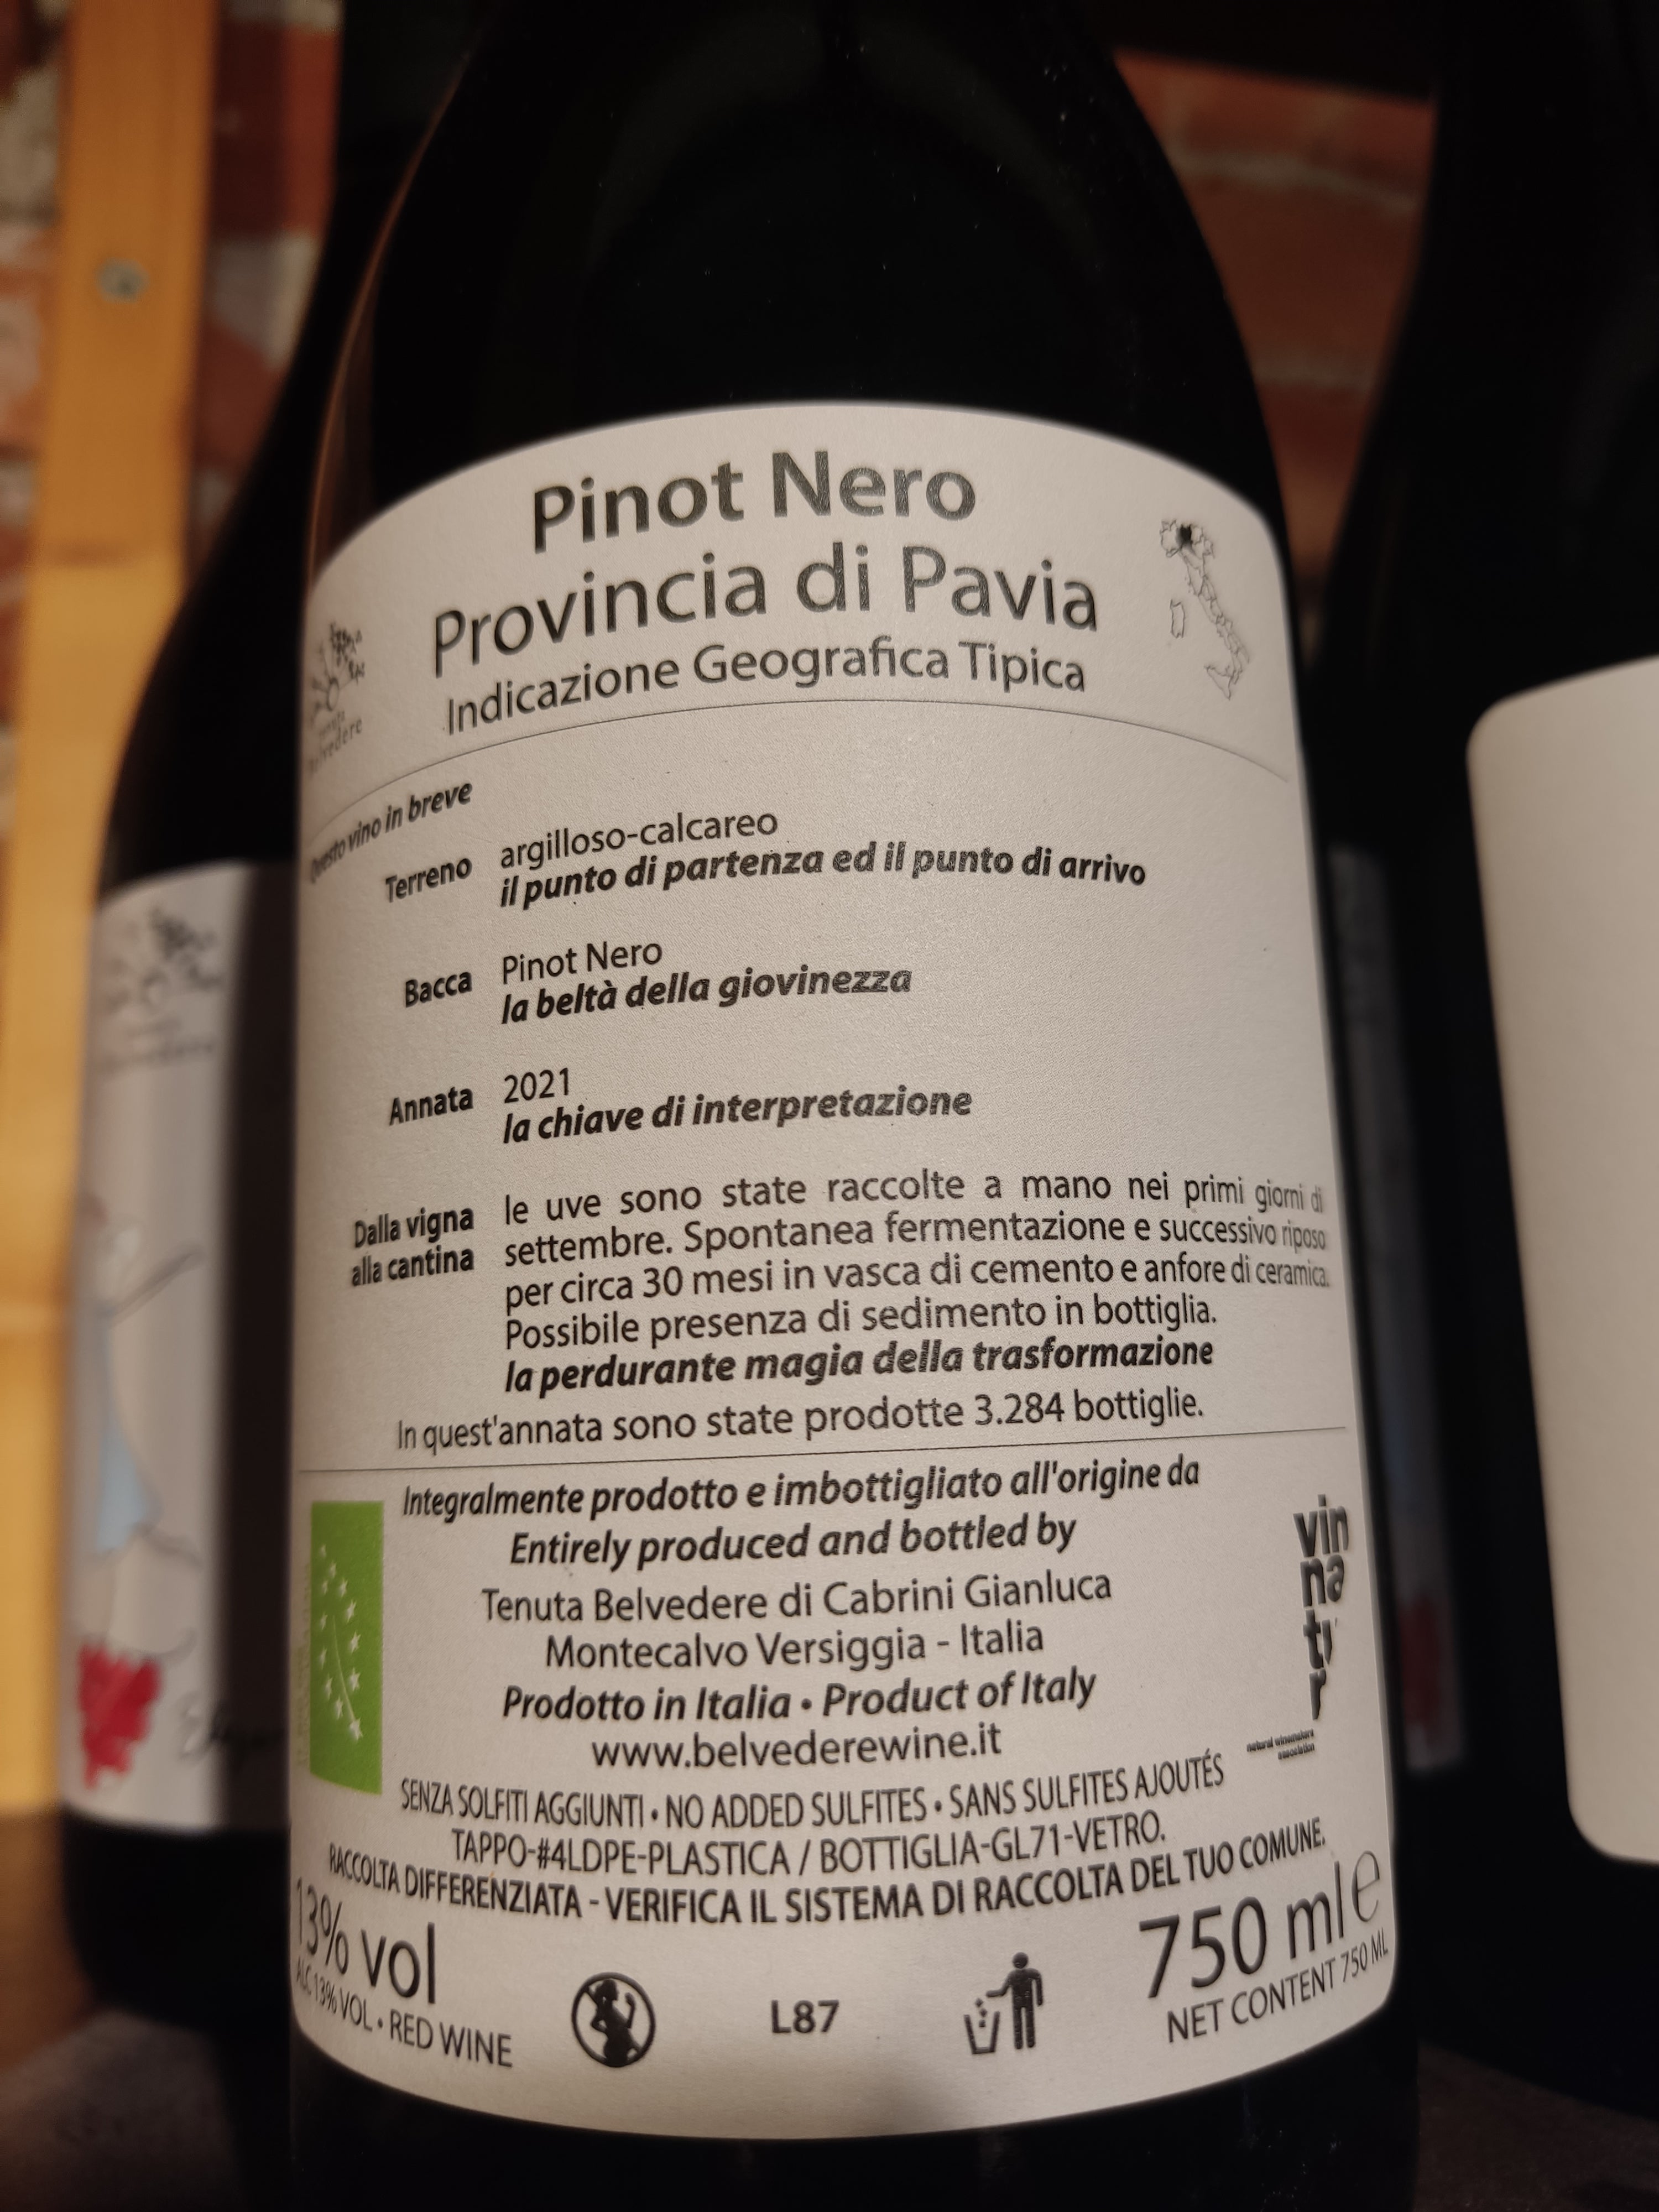 Pinot Nero
Provincia di Pavia
Indicazione Geografica Tipica
Belvedere
Questo vino in breve
Terreno argilloso-calcareo
il punto di partenza ed il punto di arrivo
Bacca Pinot Nero
la beltà della giovinezza
Annata 2021
la chiave di interpretazione
Dalla vigna alla cantina
le uve sono state raccolte a mano nei primi giorni di
settembre. Spontanea fermentazione e successivo riposo
per circa 30 mesi in vasca di cemento e anfore di ceramica.
Possibile presenza di sedimento in bottiglia.
la perdurante magia della trasformazione
In quest'annata sono state prodotte 3.284 bottiglie.
Integralmente prodotto e imbottigliato all'origine da
Entirely produced and bottled by
Tenuta Belvedere di Cabrini Gianluca
Montecalvo Versiggia - Italia
Prodotto in Italia • Product of Italy
www.belvederewine.it
vin
na
tu
r
natural winemakers
association
SENZA SOLFITI AGGIUNTI • NO ADDED SULFITES • SANS SULFITES AJOUTÉS
TAPPO-#4LDPE-PLASTICA / BOTTIGLIA-GL71-VETRO.
RACCOLTA DIFFERENZIATA - VERIFICA IL SISTEMA DI RACCOLTA DEL TUO COMUNE.
13% vol
ALC 13% VOL • RED WINE
L87
750 ml e
NET CONTENT 750 ML